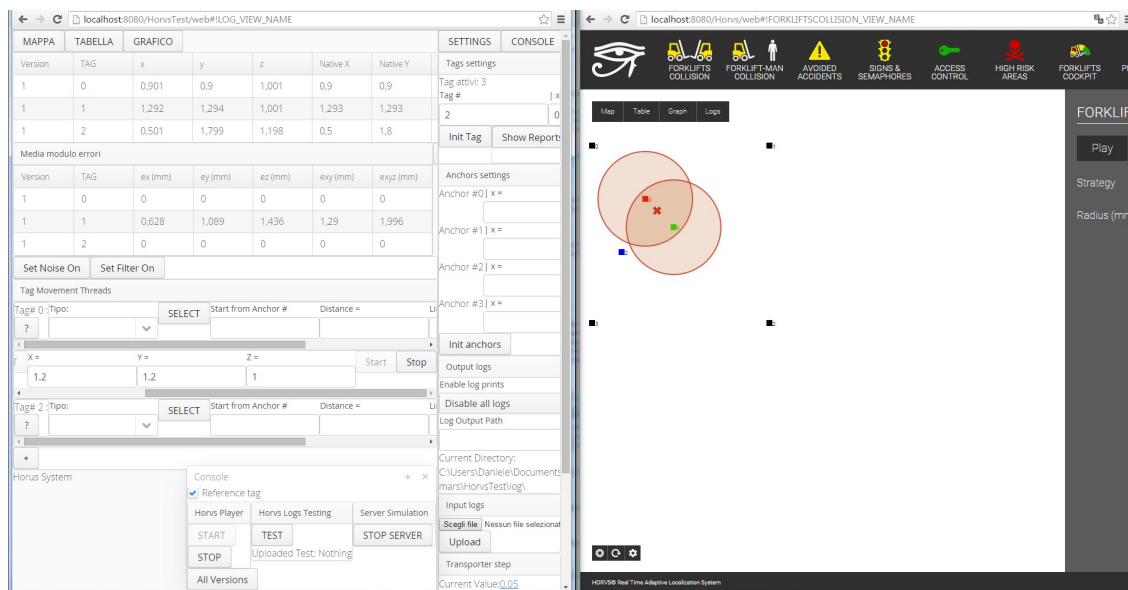 localhost:8080/HorvsTest/web#!LOG_VIEW_NAME
MAPPA TABELLA GRAFICO
Version TAG x y z Native X Native Y
1 0 0,901 0,9 1,001 0,9 0,9
1 1 1,292 1,294 1,001 1,293 1,293
1 2 0,501 1,799 1,198 0,5 1,8
Media modulo errori
Version TAG ex (mm) ey (mm) ez (mm) exy (mm) exyz (mm)
1 0 0 0 0 0 0
1 1 0,628 1,089 1,436 1,29 1,996
1 2 0 0 0 0 0
Set Noise On Set Filter On
Tag Movement Threads
Tag# 0 : Tipo: SELECT Start from Anchor # Distance = Li
?
X = Y = Z = Start Stop
1.2 1.2 1
Tag# 2 : Tipo: SELECT Start from Anchor # Distance = Li
?
+
Horus System
Console + ×
Reference tag
Horvs Player Horvs Logs Testing Server Simulation
START TEST STOP SERVER
STOP Uploaded Test: Nothing
All Versions
SETTINGS CONSOLE
Tags settings
Tag attivi: 3
Tag # | x
2 0
Init Tag Show Reports
Anchors settings
Anchor #0 | x =
Anchor #1 | x =
Anchor #2 | x =
Anchor #3 | x =
Init anchors
Output logs
Enable log prints
Disable all logs
Log Output Path
Current Directory:
C:\Users\Daniele\Documents
mars\HorvsTest\log\
Input logs
Scegli file Nessun file selezionat
Upload
Transporter step
Current Value:0.05
localhost:8080/Horvs/web#!FORKLIFTSCOLLISION_VIEW_NAME
FORKLIFTS COLLISION
FORKLIFT-MAN COLLISION
AVOIDED ACCIDENTS
SIGNS & SEMAPHORES
ACCESS CONTROL
HIGH RISK AREAS
FORKLIFTS COCKPIT
Map Table Graph Logs
FORKLIF
Play
Strategy
Radius (mm
HORVS® Real Time Adaptive Localization System